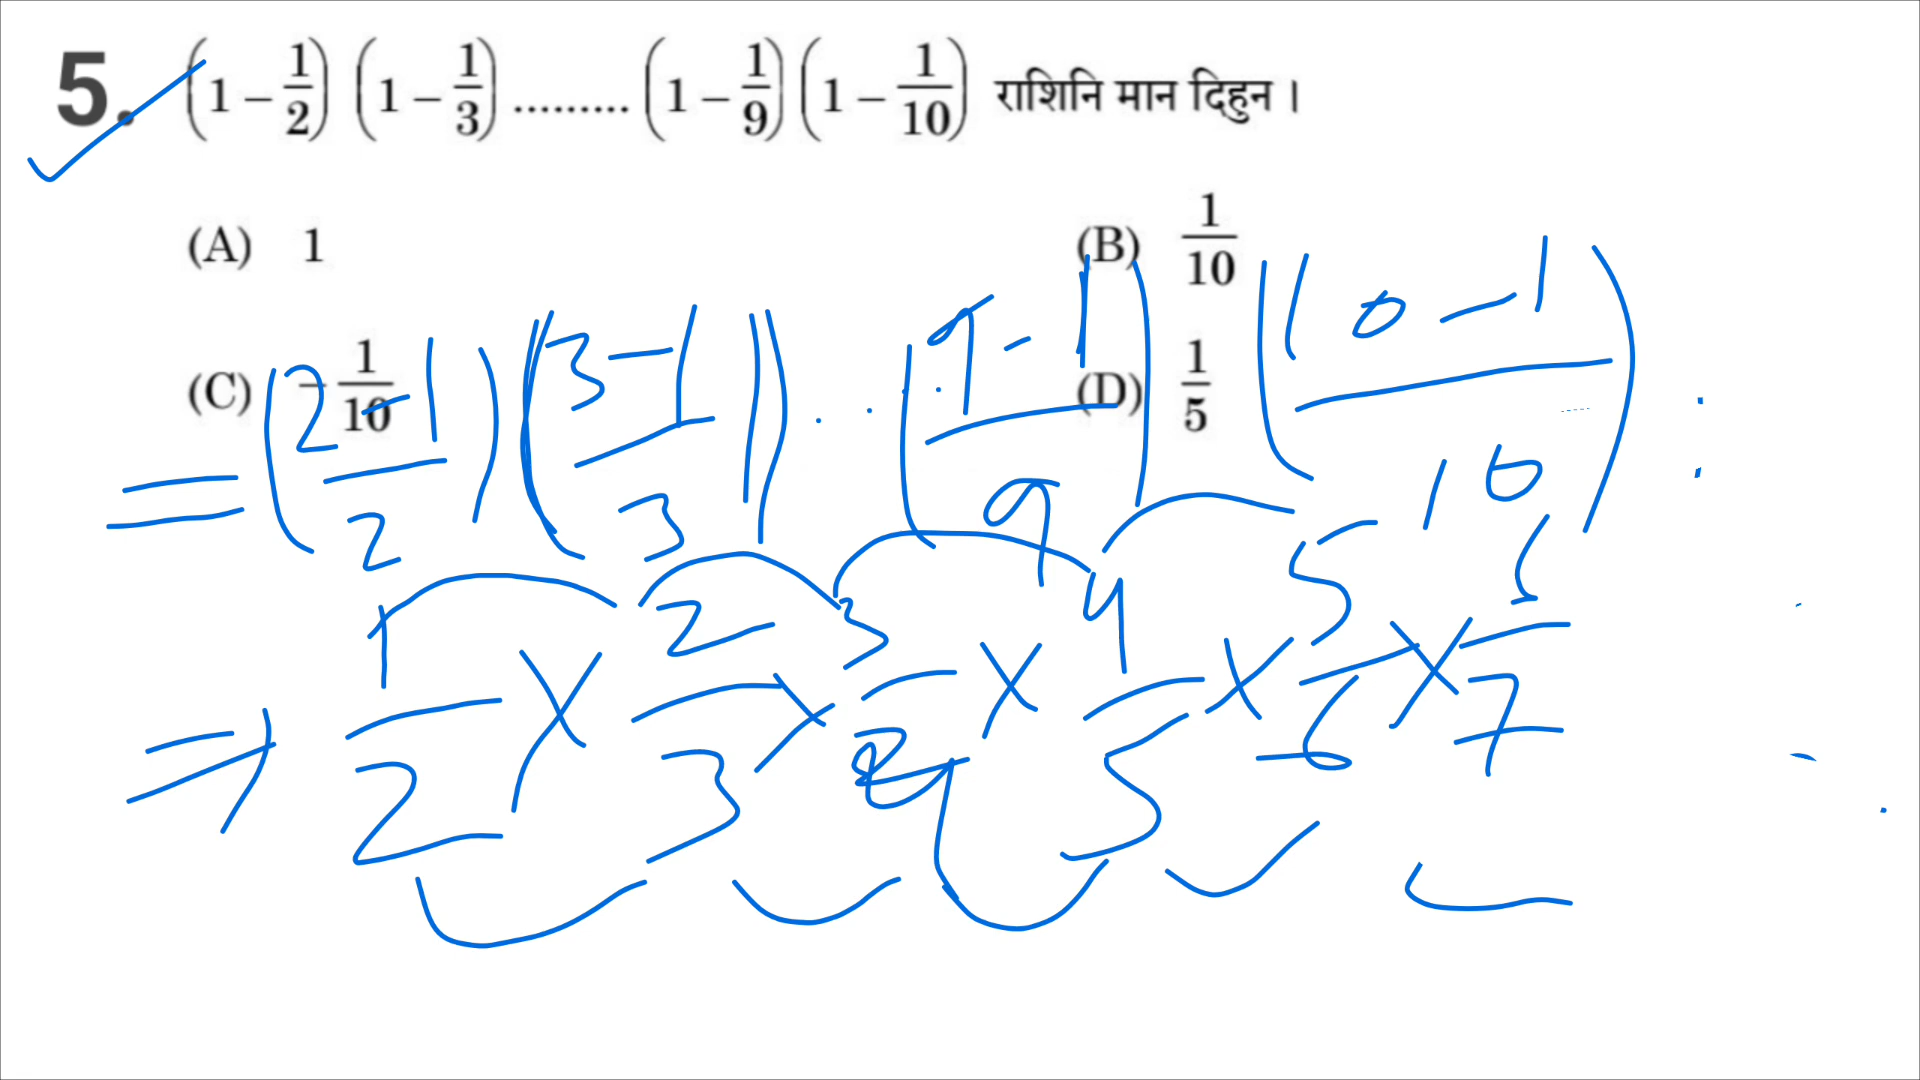 5. (1 − 1/2) (1 − 1/3) ......... (1 − 1/9) (1 − 1/10) राशिनि मान दिहुन ।
(A) 1 (B) 1/10
(C) − 1/10 (D) 1/5
= (2−1/2) (3−1/3) . . . . (9−1/9) (10−1/10)
⇒ 1/2 × 2/3 × 3/4 × 4/5 × 5/6 × /7